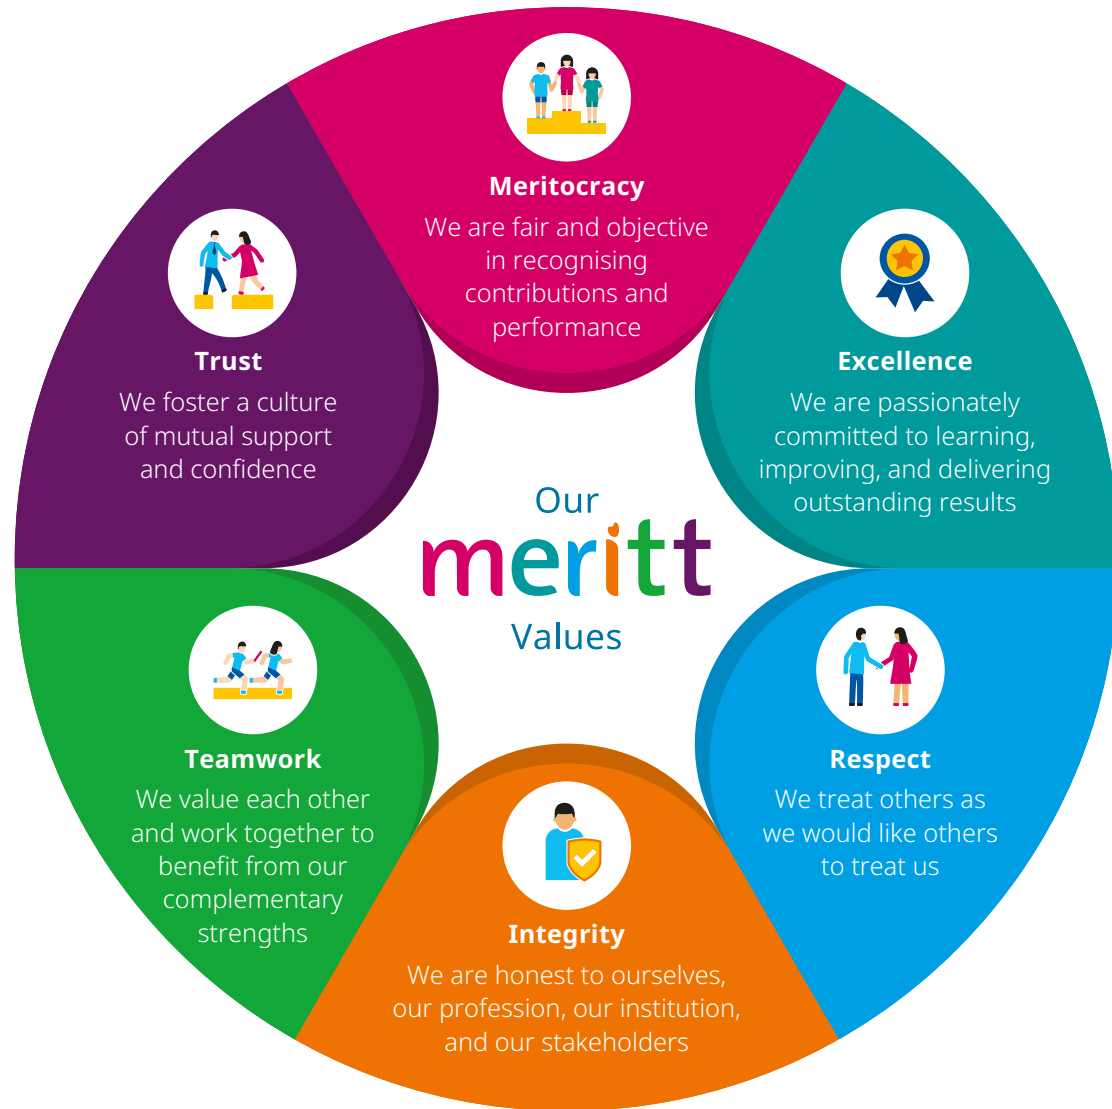 Meritocracy
We are fair and objective
in recognising
contributions and
performance
Excellence
We are passionately
committed to learning,
improving, and delivering
outstanding results
Respect
We treat others as
we would like others
to treat us
Integrity
We are honest to ourselves,
our profession, our institution,
and our stakeholders
Teamwork
We value each other
and work together to
benefit from our
complementary
strengths
Trust
We foster a culture
of mutual support
and confidence
Our
meritt
Values